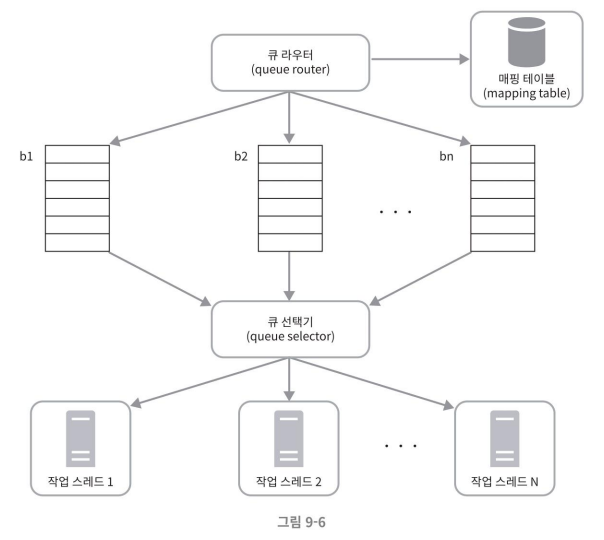 큐 라우터
(queue router)
매핑 테이블
(mapping table)
b1
b2
bn
. . .
큐 선택기
(queue selector)
작업 스레드 1
작업 스레드 2
. . .
작업 스레드 N
그림 9-6